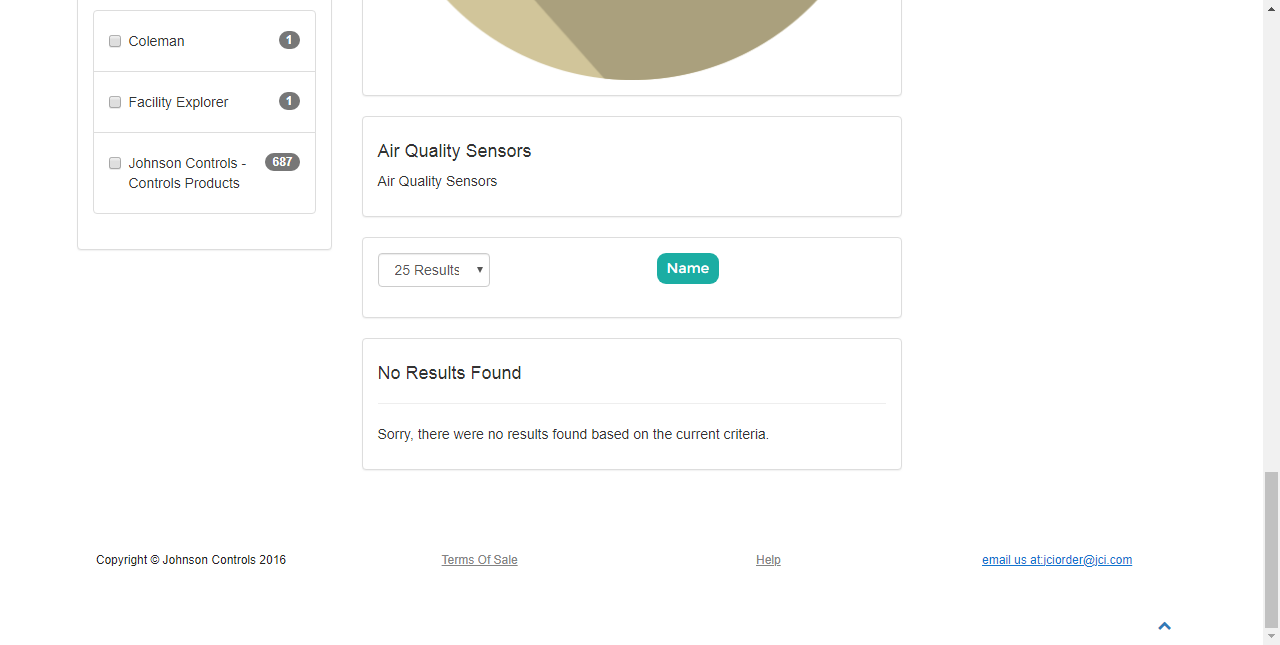 Coleman 1
Facility Explorer 1
Johnson Controls - 687
Controls Products
Air Quality Sensors
Air Quality Sensors
25 Results
Name
No Results Found
Sorry, there were no results found based on the current criteria.
Copyright © Johnson Controls 2016
Terms Of Sale
Help
email us at:jciorder@jci.com